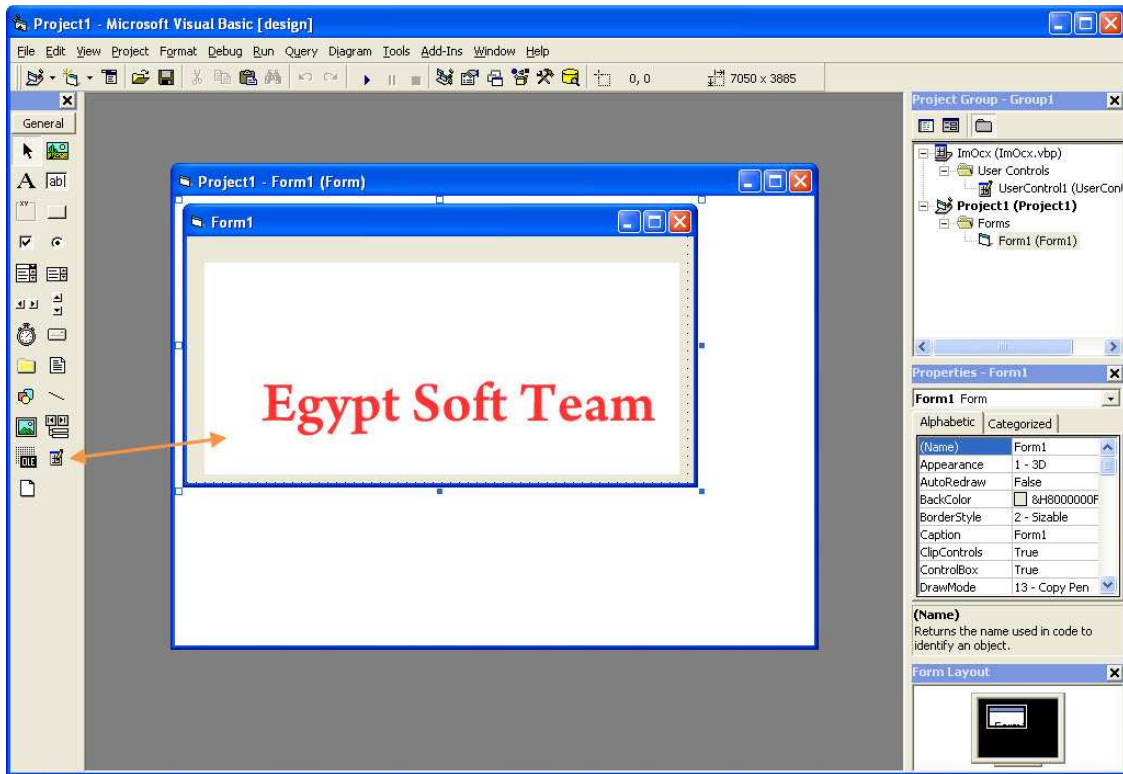 Project1 - Microsoft Visual Basic [design]
File Edit View Project Format Debug Run Query Diagram Tools Add-Ins Window Help
0, 0 7050 x 3885
General
A ab|
xv
OLE
Project1 - Form1 (Form)
Form1
Egypt Soft Team
Project Group - Group1
ImOcx (ImOcx.vbp)
User Controls
UserControl1 (UserCont
Project1 (Project1)
Forms
Form1 (Form1)
Properties - Form1
Form1 Form
Alphabetic Categorized
(Name) Form1
Appearance 1 - 3D
AutoRedraw False
BackColor &H8000000F
BorderStyle 2 - Sizable
Caption Form1
ClipControls True
ControlBox True
DrawMode 13 - Copy Pen
(Name)
Returns the name used in code to
identify an object.
Form Layout